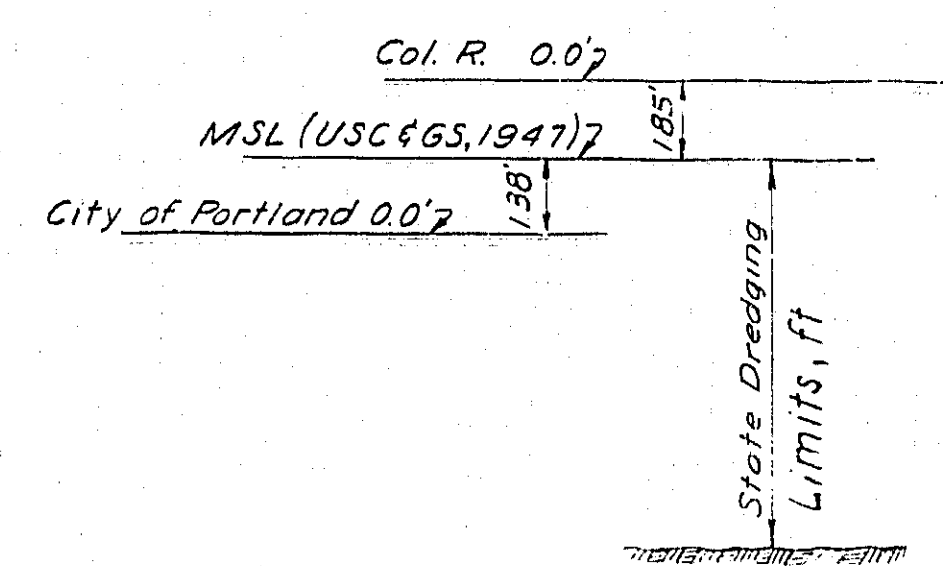 Col. R. 0.0'
1.85'
MSL (USC & GS, 1947)
1.38'
City of Portland 0.0'
State Dredging
Limits, ft